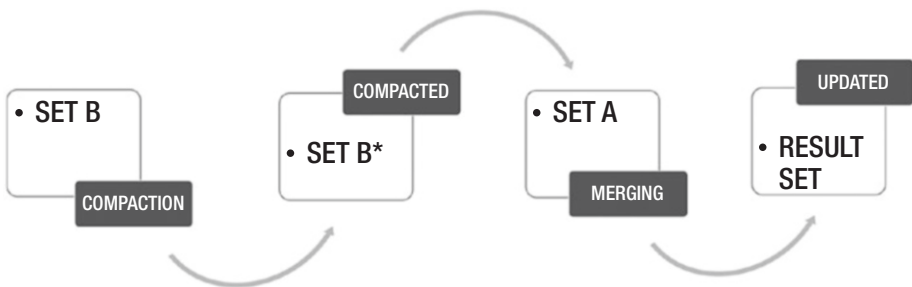 • SET B
COMPACTION
COMPACTED
• SET B*
• SET A
MERGING
UPDATED
• RESULT
SET